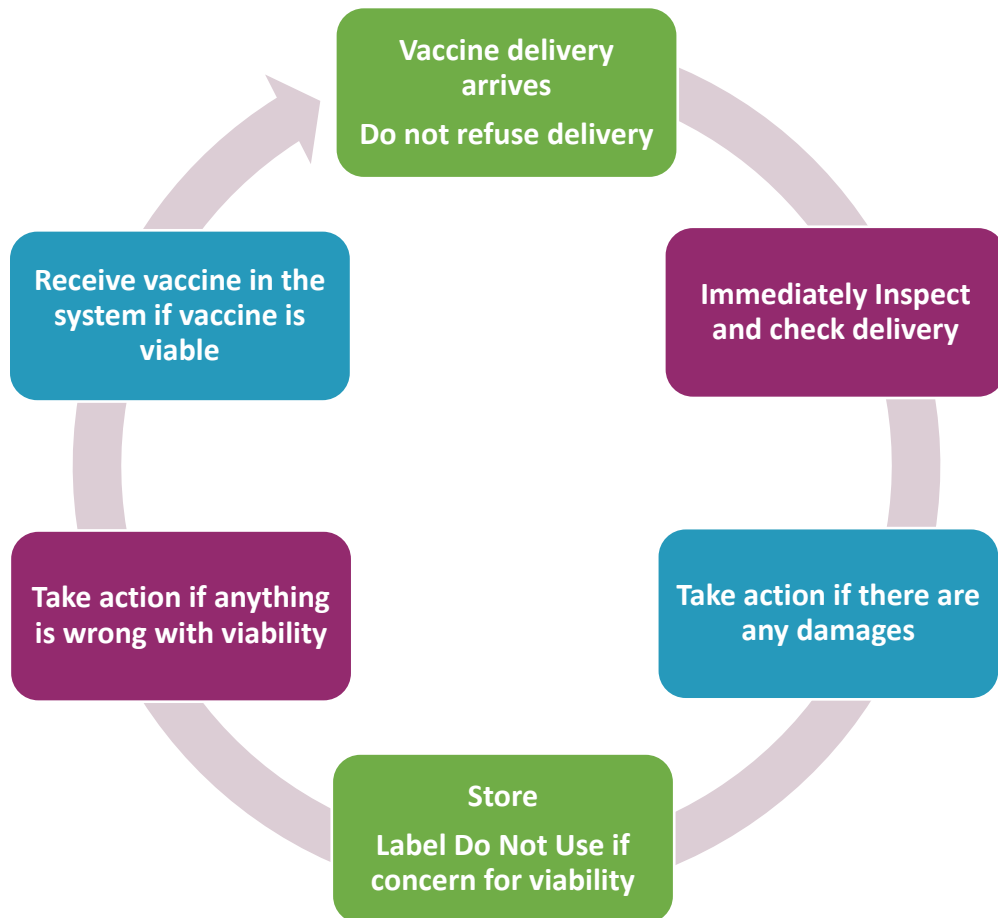 Vaccine delivery
arrives
Do not refuse delivery
Immediately Inspect
and check delivery
Take action if there are
any damages
Store
Label Do Not Use if
concern for viability
Take action if anything
is wrong with viability
Receive vaccine in the
system if vaccine is
viable